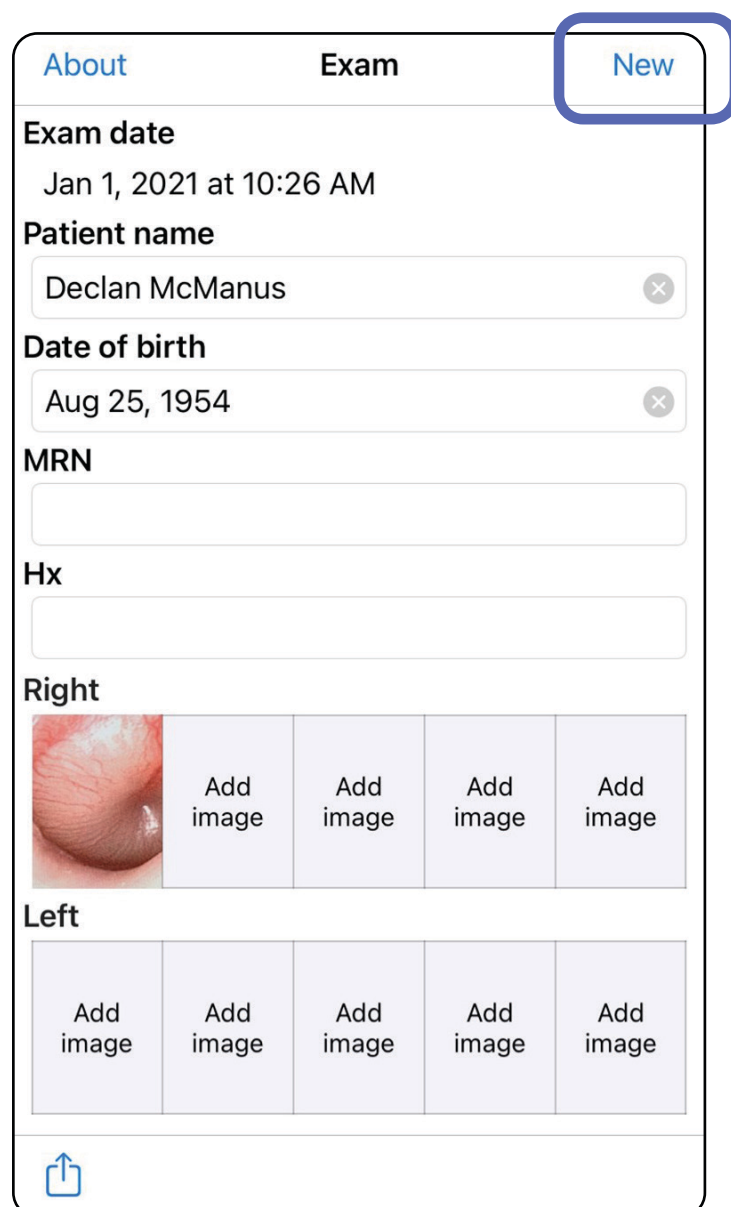 About Exam New
Exam date
Jan 1, 2021 at 10:26 AM
Patient name
Declan McManus
Date of birth
Aug 25, 1954
MRN
Hx
Right
Add image Add image Add image Add image
Left
Add image Add image Add image Add image Add image